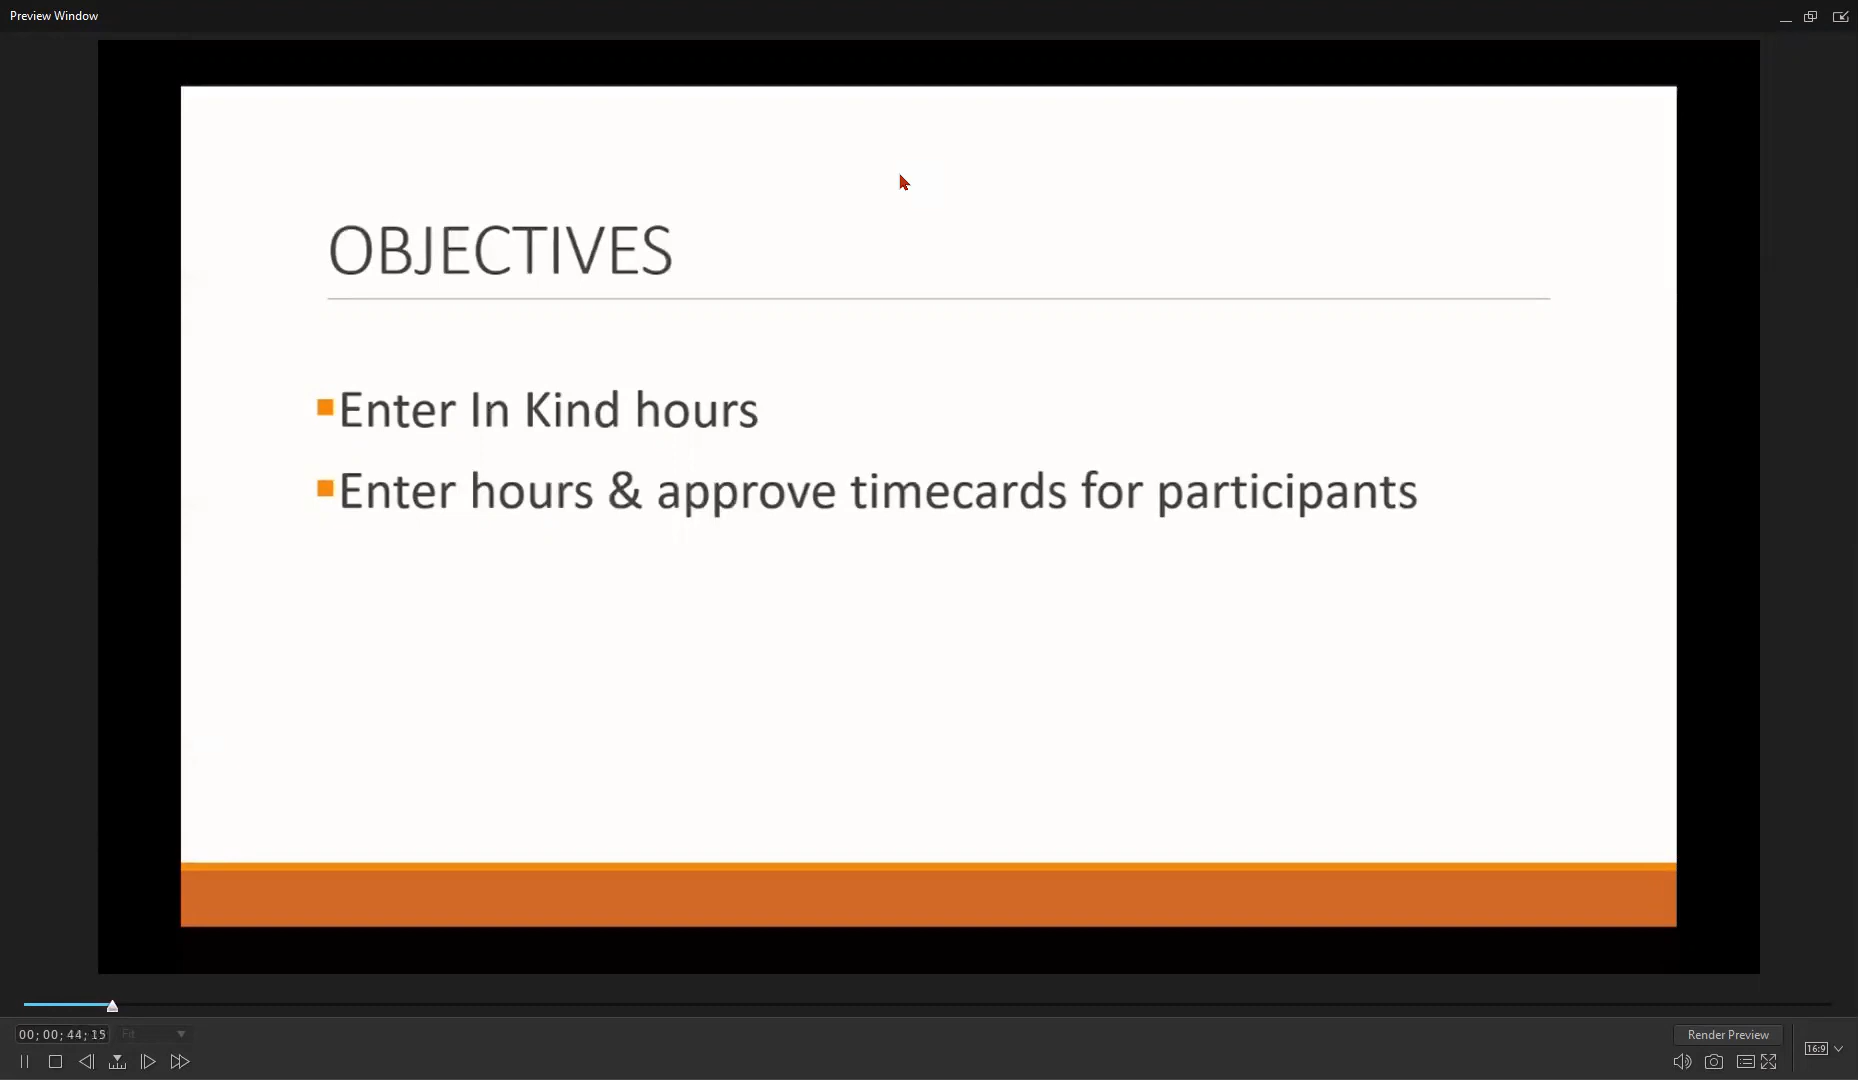 Preview Window
OBJECTIVES
Enter In Kind hours
Enter hours & approve timecards for participants
00;00;44;15 Fit
Render Preview
16:9